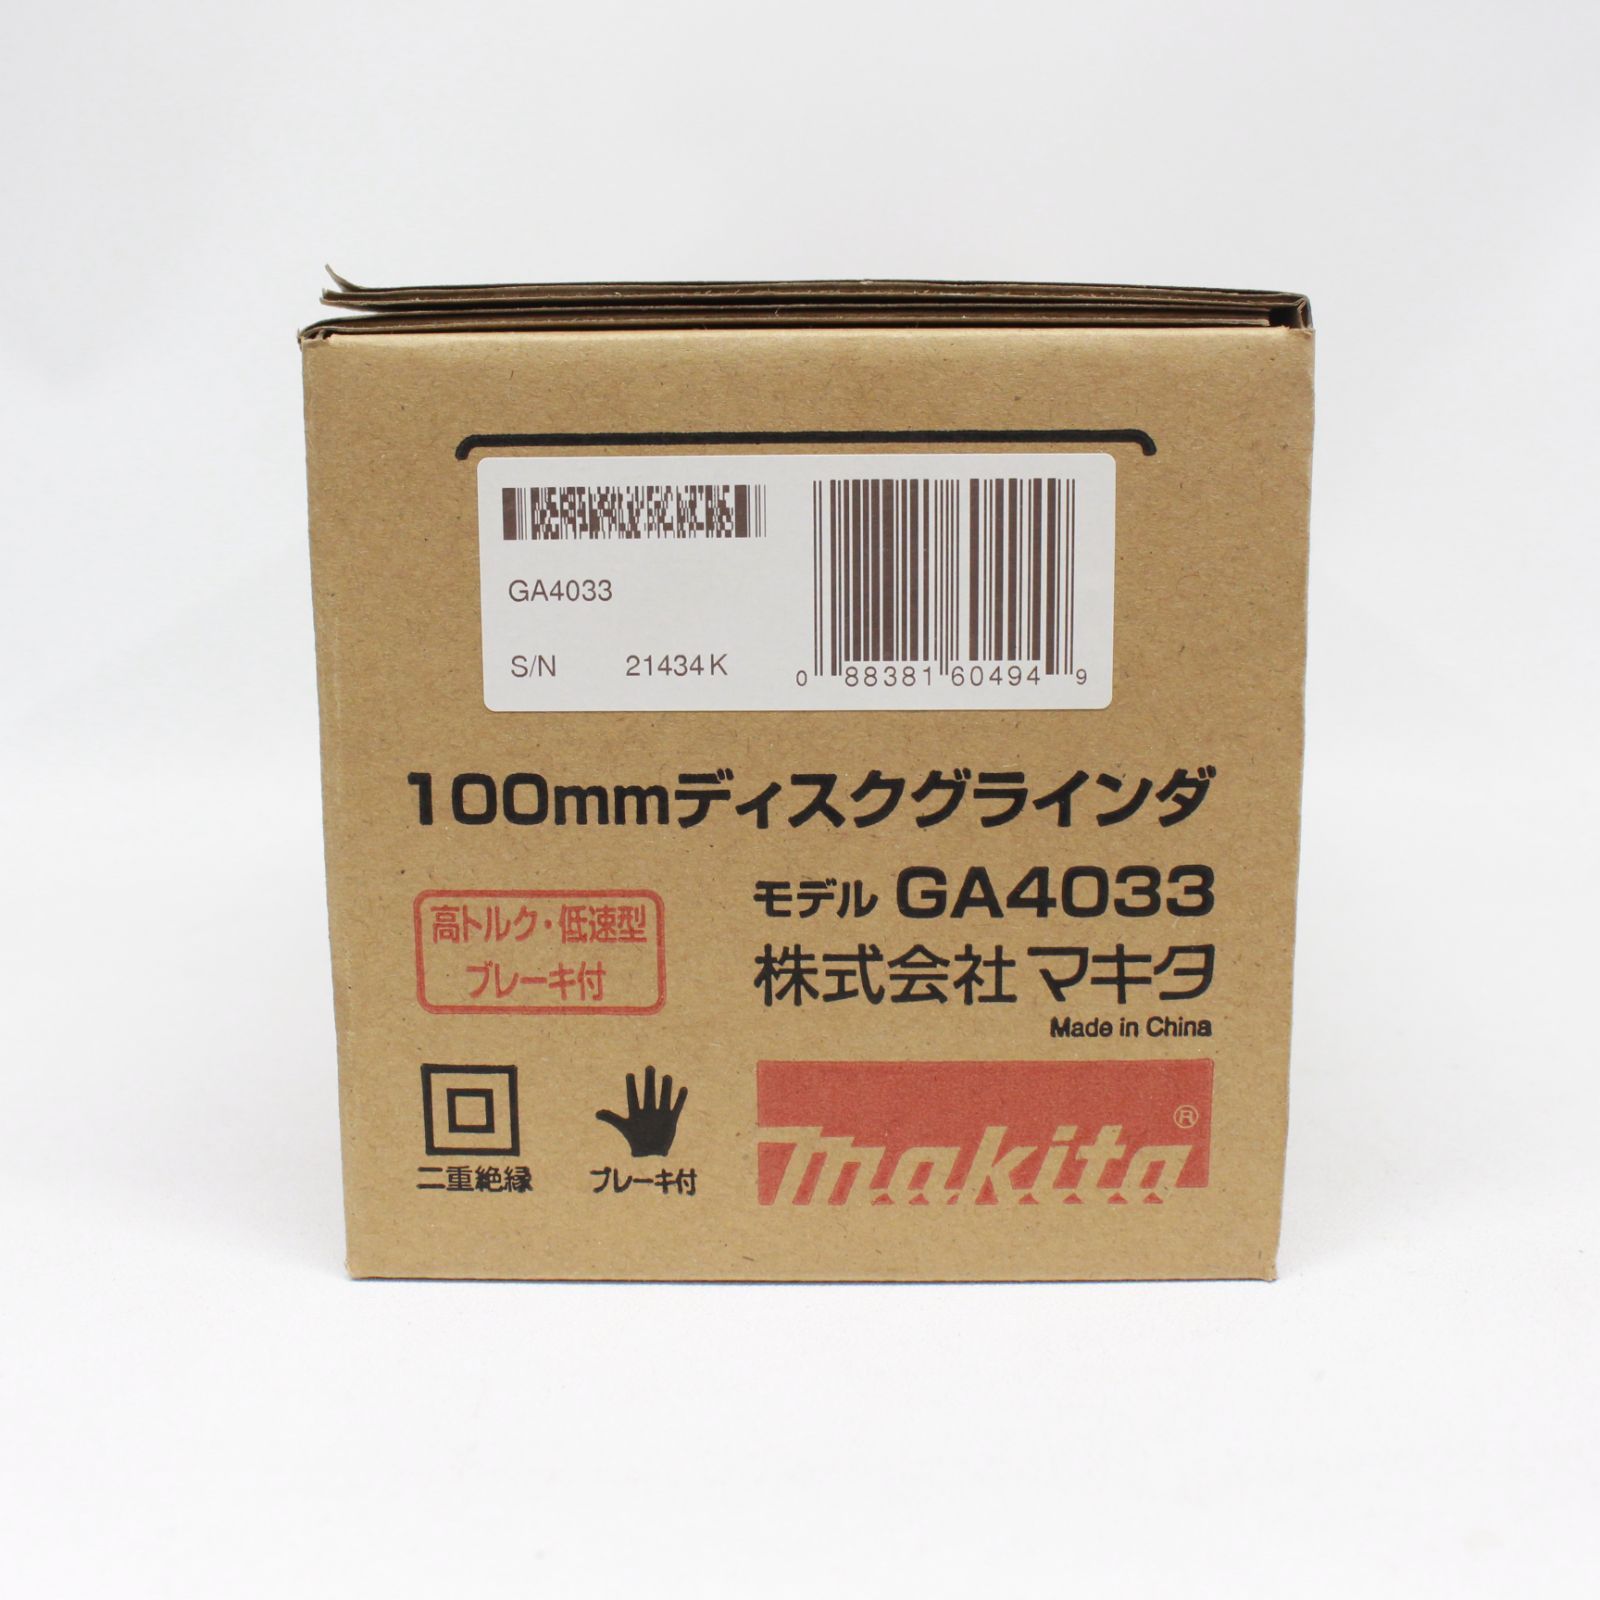 GA4033
S/N 21434 K
0 88381 60494 9
100mmディスクグラインダ
モデル GA4033
高トルク・低速型
ブレーキ付
株式会社 マキタ
Made in China
二重絶縁
ブレーキ付
makita®